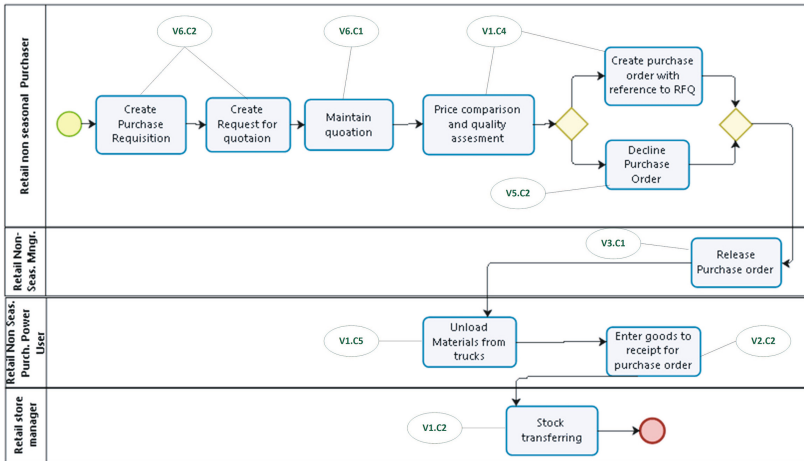 Retail non seasonal Purchaser
V6.C2
V6.C1
V1.C4
Create
Purchase
Requisition
Create
Request for
quotaion
Maintain
quoation
Price comparison
and quality
assesment
Create purchase
order with
reference to RFQ
Decline
Purchase
Order
V5.C2
Retail Non-
Seas. Mngr.
V3.C1
Release
Purchase order
Retail Non Seas.
Purch. Power
User
V1.C5
Unload
Materials from
trucks
Enter goods to
receipt for
purchase order
V2.C2
Retail store
manager
V1.C2
Stock
transferring